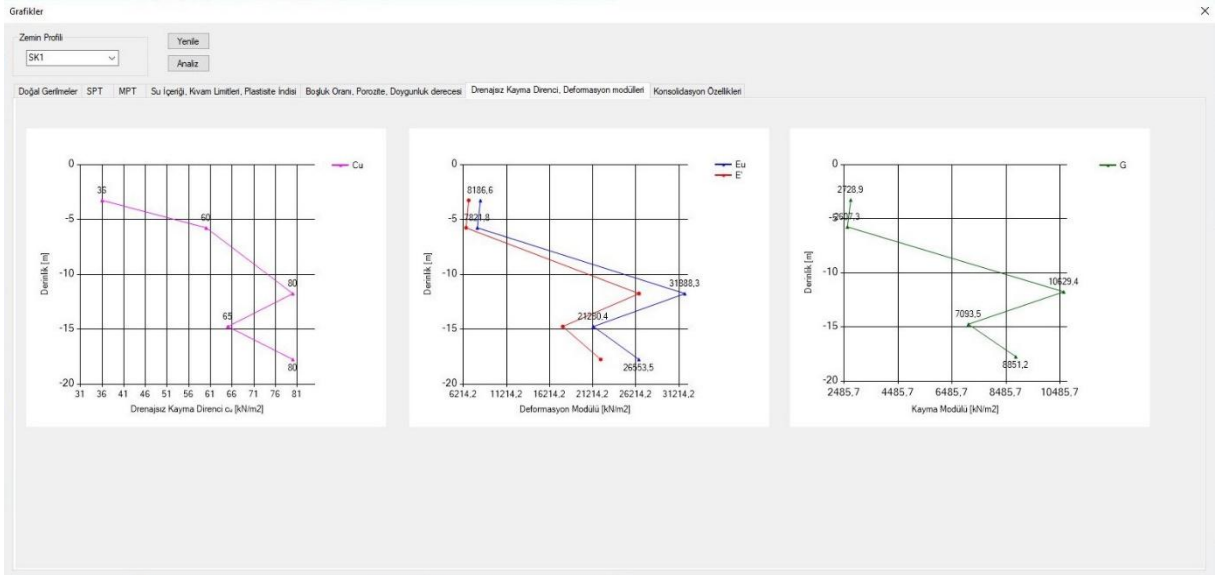 Grafikler
Zemin Profili
SK1
Yenile
Analiz
Doğal Gerilmeler SPT MPT Su İçeriği, Kıvam Limitleri, Plastisite İndisi Boşluk Oranı, Porozite, Doygunluk derecesi Drenajsız Kayma Direnci, Deformasyon modülleri Konsolidasyon Özellikleri
Cu
0
-5
-10
-15
-20
Derinlik [m]
35
60
80
65
80
31 36 41 46 51 56 61 66 71 76 81
Drenajsız Kayma Direnci cᵤ [kN/m2]
Eu
E'
0
-5
-10
-15
-20
Derinlik [m]
8186,6
7821,8
31888,3
21280,4
26553,5
6214,2 11214,2 16214,2 21214,2 26214,2 31214,2
Deformasyon Modülü [kN/m2]
G
0
-5
-10
-15
-20
Derinlik [m]
2728,9
2607,3
10629,4
7093,5
8851,2
2485,7 4485,7 6485,7 8485,7 10485,7
Kayma Modülü [kN/m2]